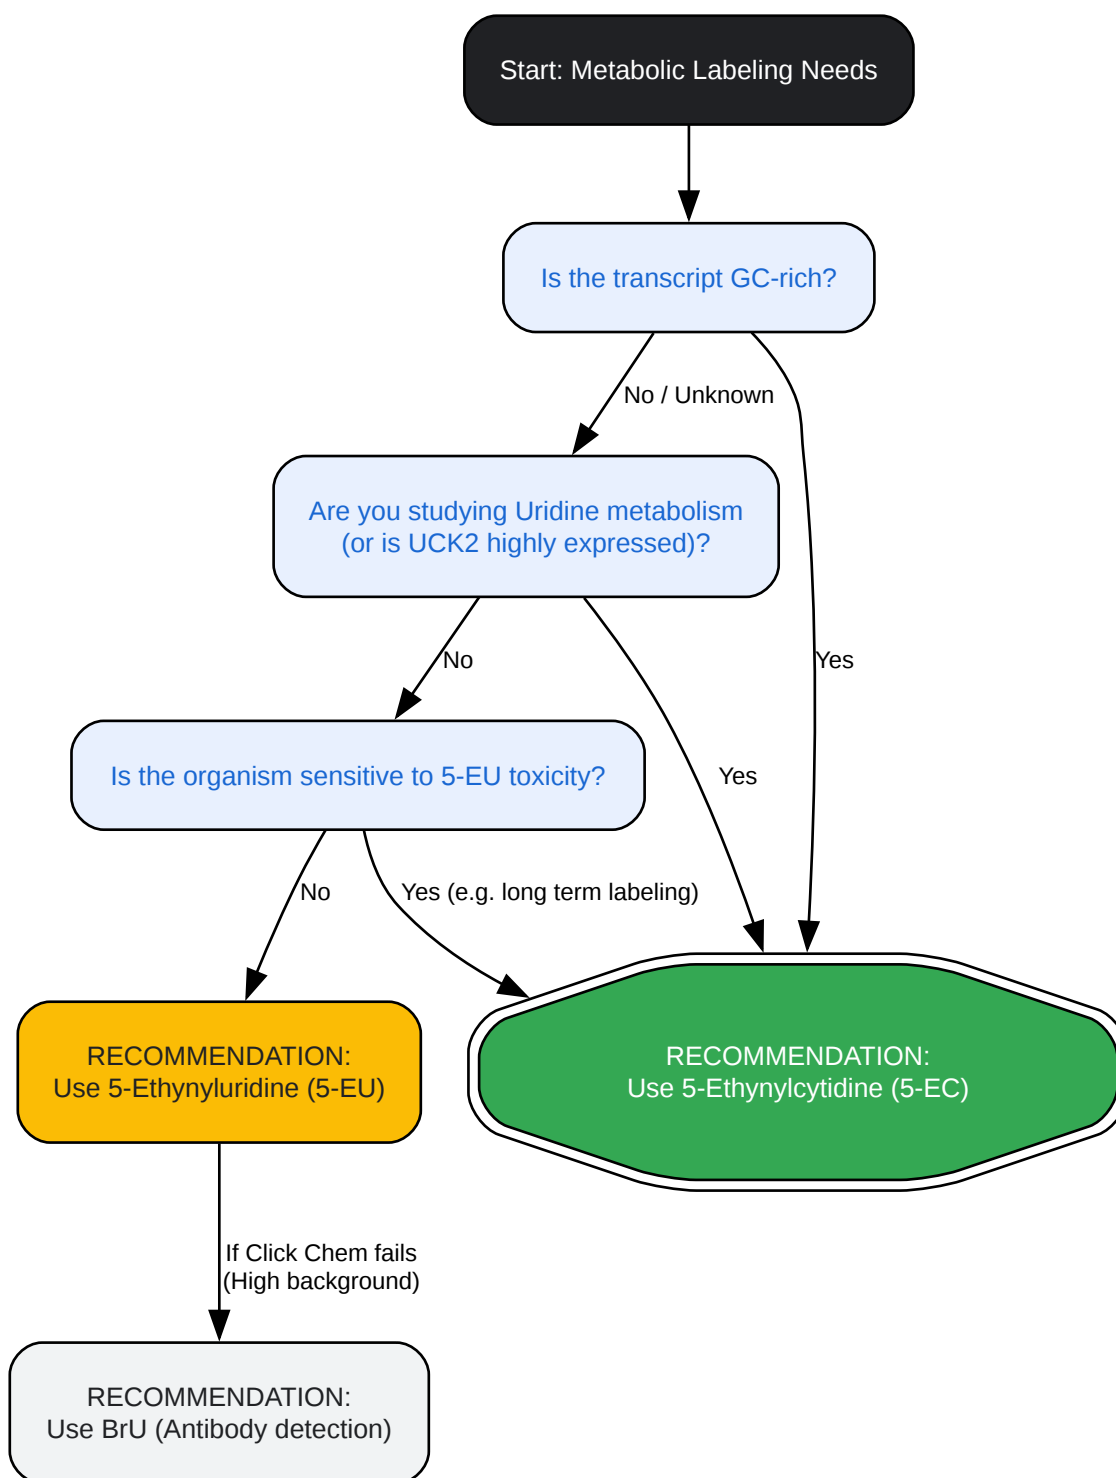 Start: Metabolic Labeling Needs
Is the transcript GC-rich?
No / Unknown
Are you studying Uridine metabolism
(or is UCK2 highly expressed)?
No
Yes
Yes
Is the organism sensitive to 5-EU toxicity?
No
Yes (e.g. long term labeling)
RECOMMENDATION:
Use 5-Ethynyluridine (5-EU)
RECOMMENDATION:
Use 5-Ethynylcytidine (5-EC)
If Click Chem fails
(High background)
RECOMMENDATION:
Use BrU (Antibody detection)